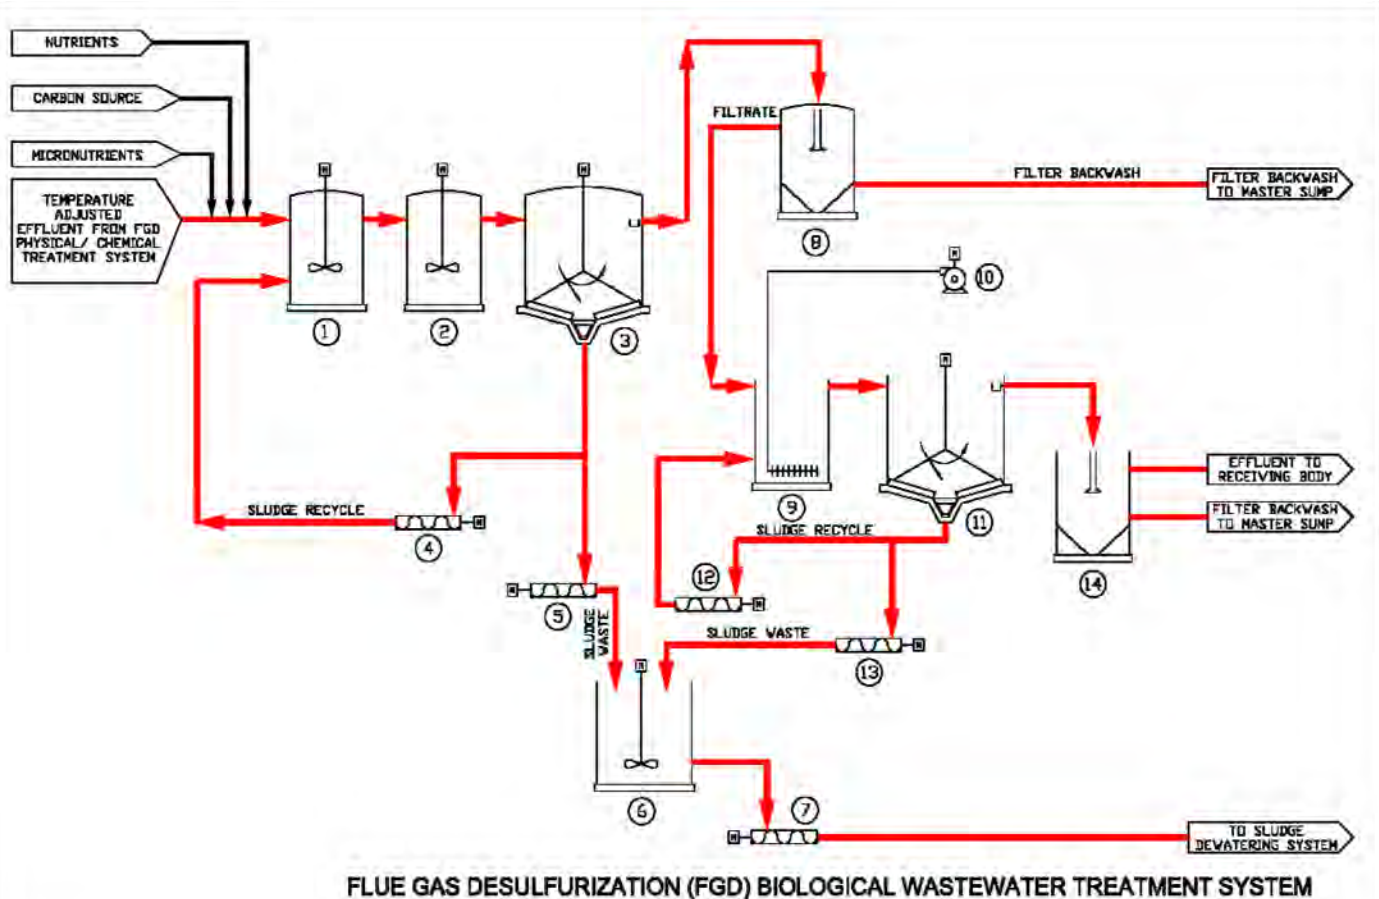 NUTRIENTS
CARBON SOURCE
MICRONUTRIENTS
TEMPERATURE
ADJUSTED
EFFLUENT FROM FGD
PHYSICAL/ CHEMICAL
TREATMENT SYSTEM
M
M
M
1
2
3
FILTRATE
8
FILTER BACKWASH
FILTER BACKWASH
TO MASTER SUMP
M
10
9
11
EFFLUENT TO
RECEIVING BODY
FILTER BACKWASH
TO MASTER SUMP
14
SLUDGE RECYCLE
M
4
SLUDGE RECYCLE
M
12
M
5
SLUDGE
WASTE
SLUDGE WASTE
M
13
M
M
6
7
M
TO SLUDGE
DEWATERING SYSTEM
FLUE GAS DESULFURIZATION (FGD) BIOLOGICAL WASTEWATER TREATMENT SYSTEM